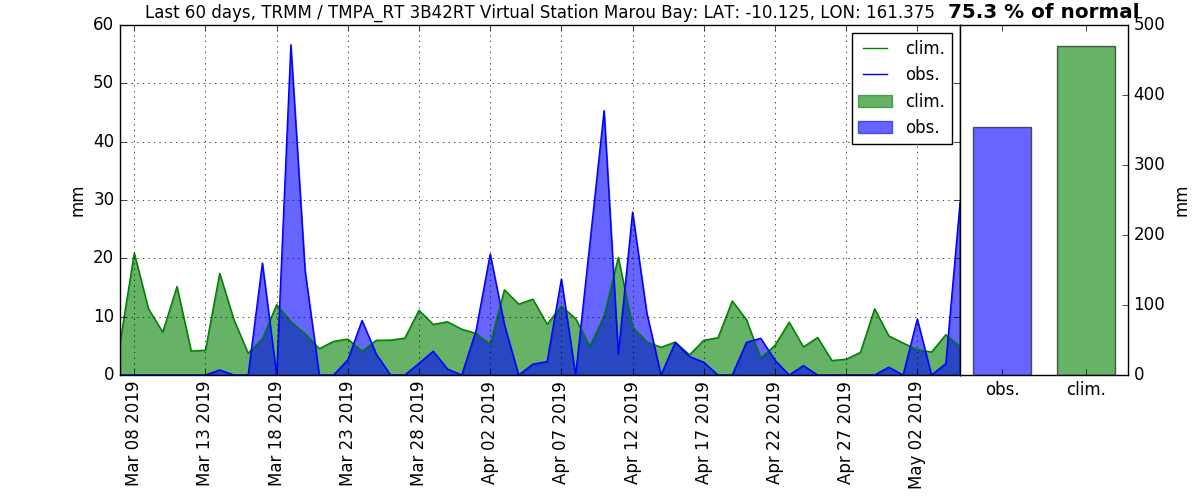 Last 60 days, TRMM / TMPA_RT 3B42RT Virtual Station Marou Bay: LAT: -10.125, LON: 161.375 75.3 % of normal
60
50
40
30
20
10
0
mm
clim.
obs.
clim.
obs.
Mar 08 2019
Mar 13 2019
Mar 18 2019
Mar 23 2019
Mar 28 2019
Apr 02 2019
Apr 07 2019
Apr 12 2019
Apr 17 2019
Apr 22 2019
Apr 27 2019
May 02 2019
500
400
300
200
100
0
mm
obs.
clim.